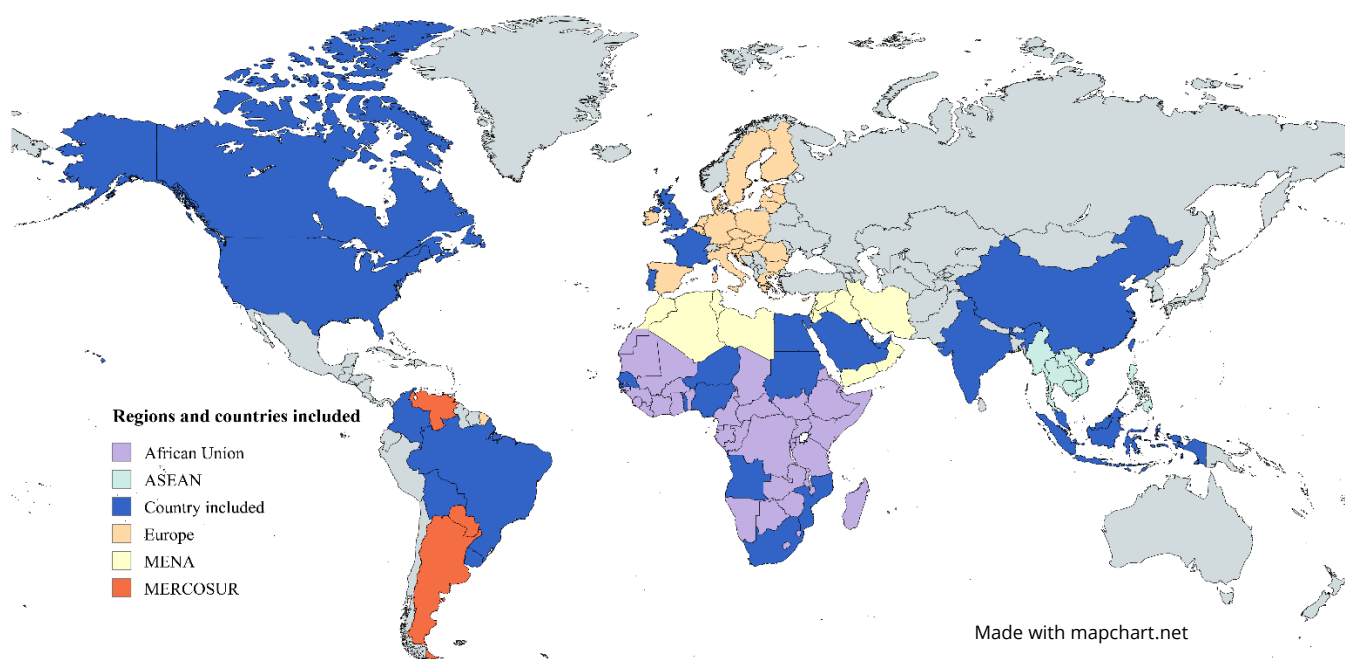 Regions and countries included
African Union
ASEAN
Country included
Europe
MENA
MERCOSUR
Made with mapchart.net